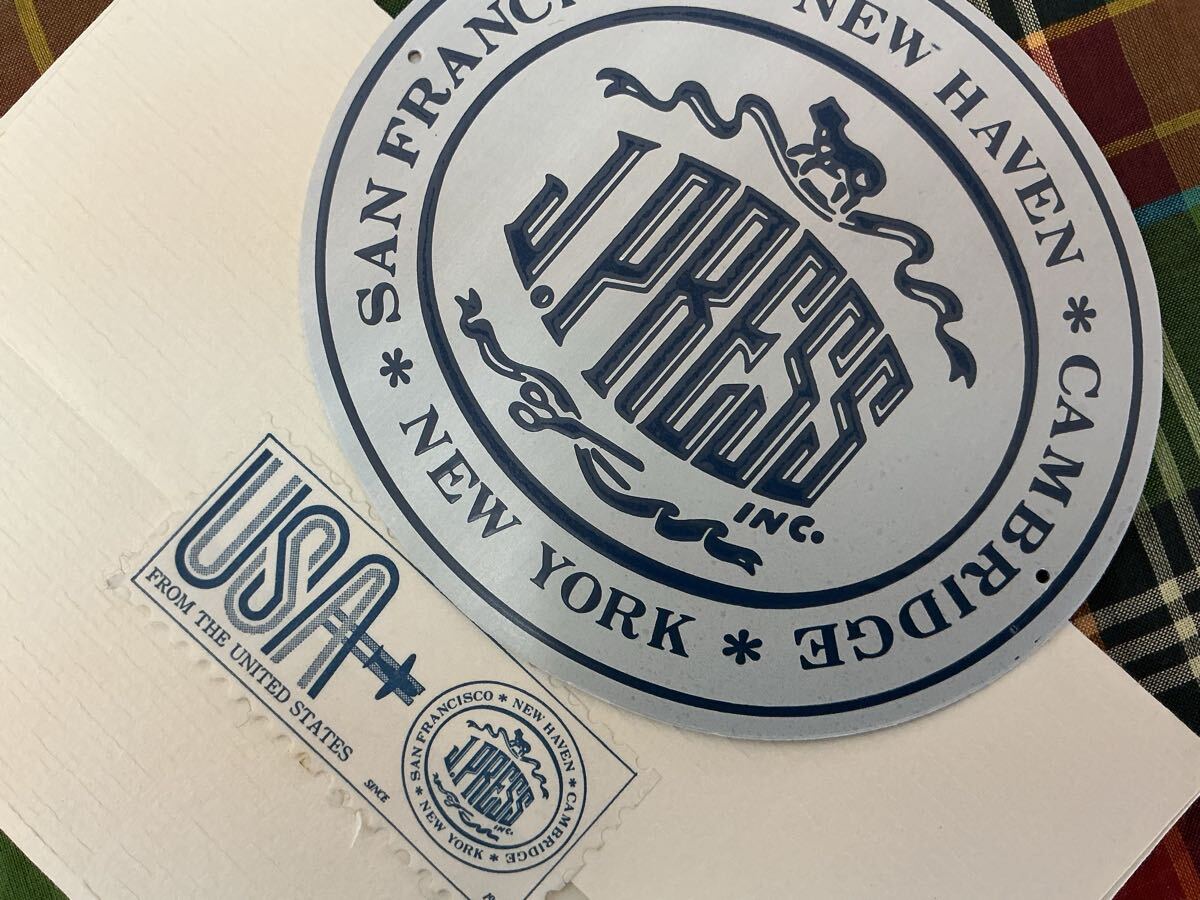 SAN FRANC
NEW HAVEN * CAMBRIDGE * NEW YORK *
J.PRESS
INC.
USA
FROM THE UNITED STATES
SINCE
SAN FRANCISCO * NEW HAVEN * CAMBRIDGE * NEW YORK *
J.PRESS
INC.